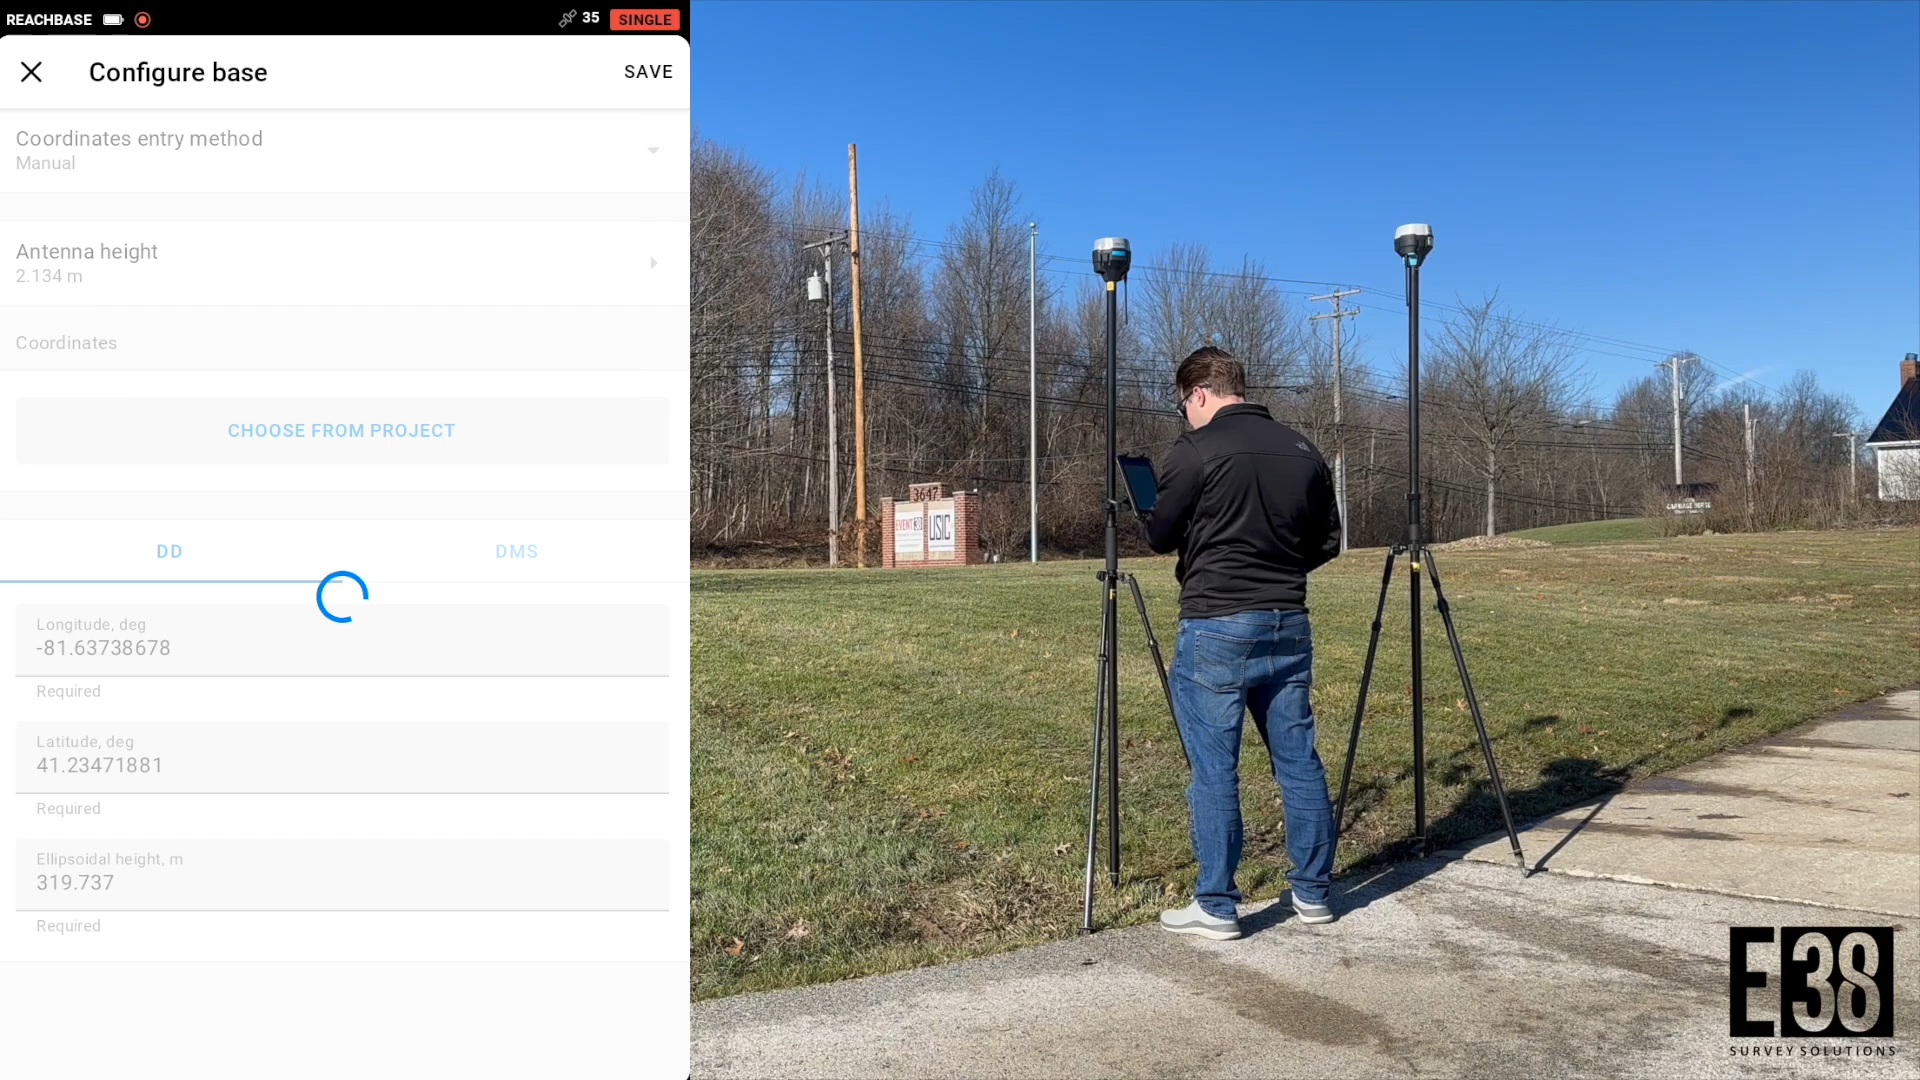 REACHBASE
35
SINGLE
Configure base
SAVE
Coordinates entry method
Manual
Antenna height
2.134 m
Coordinates
CHOOSE FROM PROJECT
DD
DMS
Longitude, deg
-81.63738678
Required
Latitude, deg
41.23471881
Required
Ellipsoidal height, m
319.737
Required
3647
EVENT38
USIC
E38
SURVEY SOLUTIONS